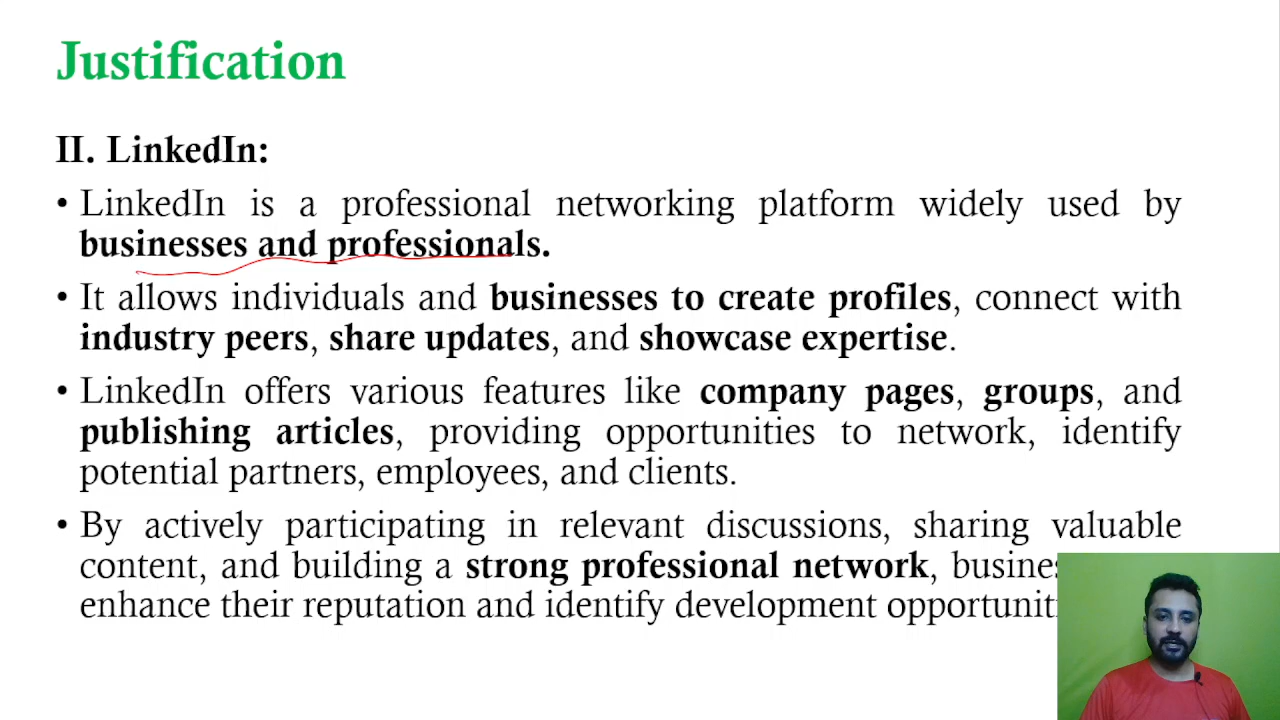 Justification
II. LinkedIn:
• LinkedIn is a professional networking platform widely used by
businesses and professionals.
• It allows individuals and businesses to create profiles, connect with
industry peers, share updates, and showcase expertise.
• LinkedIn offers various features like company pages, groups, and
publishing articles, providing opportunities to network, identify
potential partners, employees, and clients.
• By actively participating in relevant discussions, sharing valuable
content, and building a strong professional network,
enhance their reputation and identify development